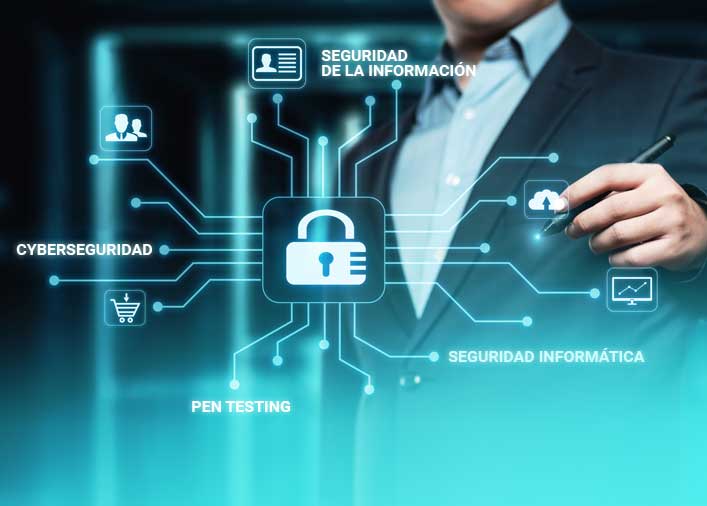 SEGURIDAD
DE LA INFORMACIÓN
CYBERSEGURIDAD
SEGURIDAD INFORMÁTICA
PEN TESTING